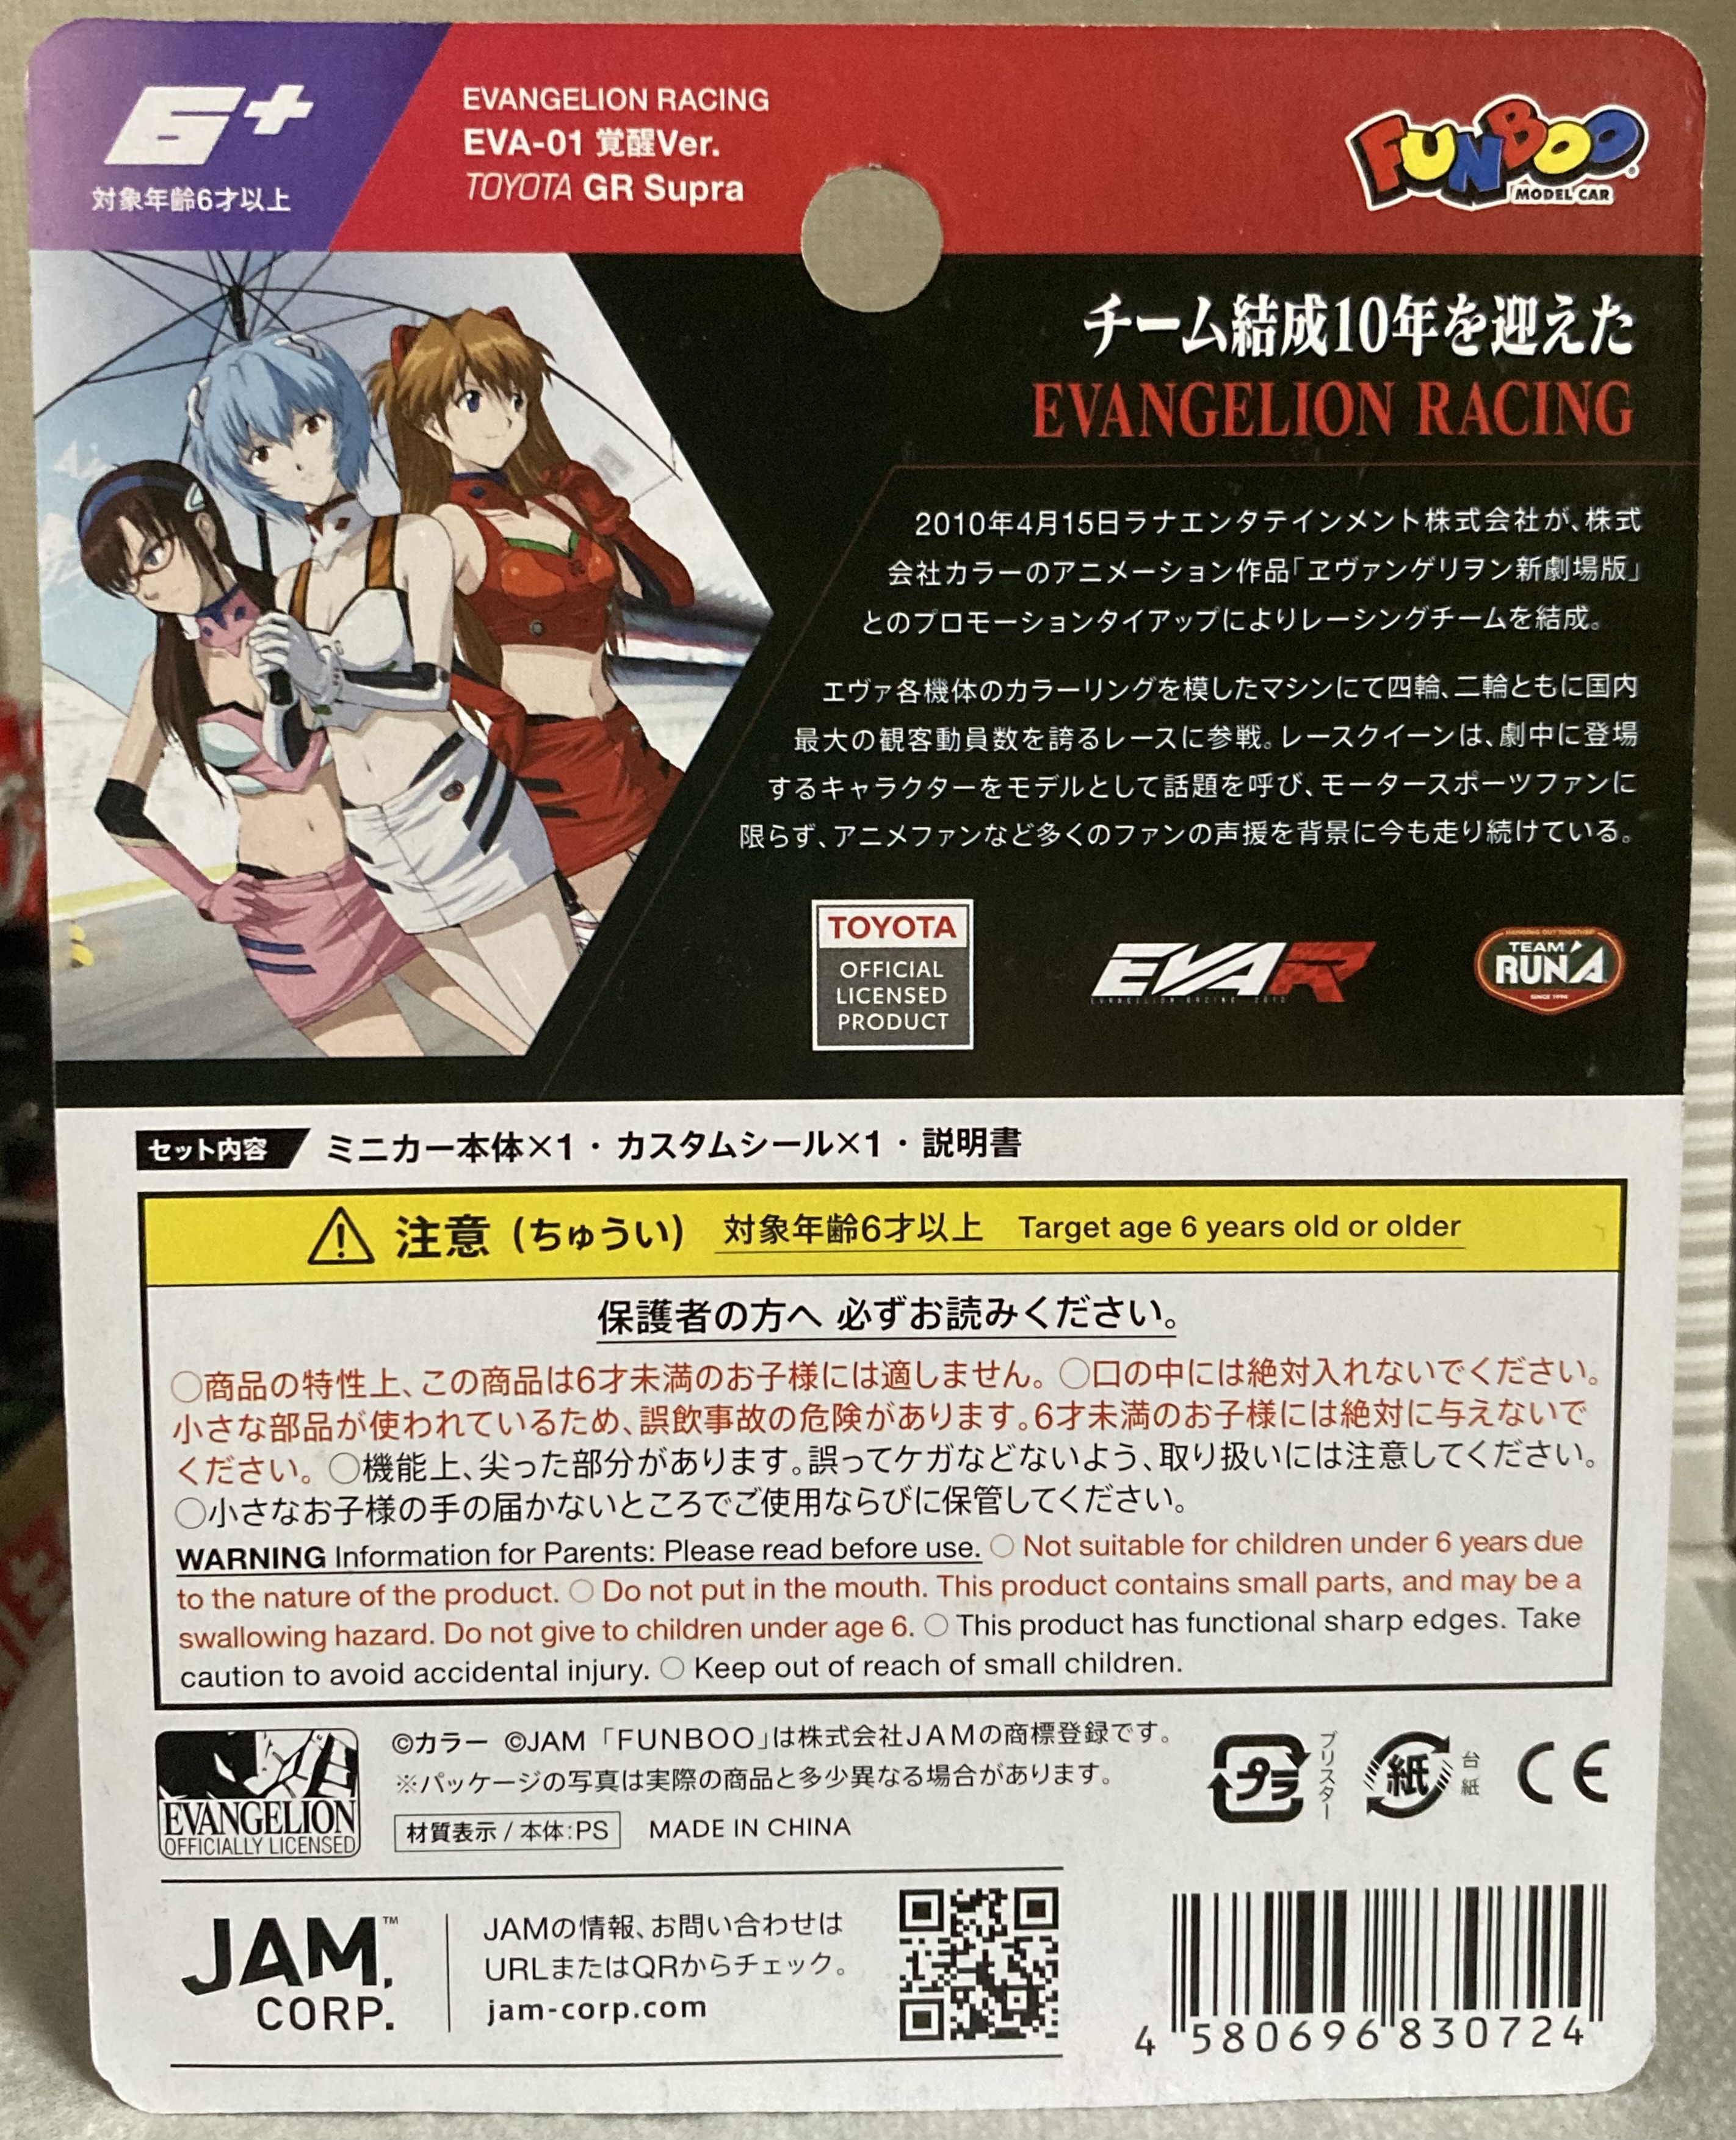 6+
対象年齢6才以上
EVANGELION RACING
EVA-01 覚醒Ver.
TOYOTA GR Supra
FUNBOO
MODEL CAR
チーム結成10年を迎えた
EVANGELION RACING
2010年4月15日ラナエンタテインメント株式会社が、株式
会社カラーのアニメーション作品「ヱヴァンゲリヲン新劇場版」
とのプロモーションタイアップによりレーシングチームを結成。
エヴァ各機体のカラーリングを模したマシンにて四輪、二輪ともに国内
最大の観客動員数を誇るレースに参戦。レースクイーンは、劇中に登場
するキャラクターをモデルとして話題を呼び、モータースポーツファンに
限らず、アニメファンなど多くのファンの声援を背景に今も走り続けている。
TOYOTA
OFFICIAL
LICENSED
PRODUCT
EVAR
EVANGELION RACING 2010
HANGING OUT TOGETHER!
TEAM
RUN'A
SINCE 1996
セット内容 ミニカー本体×1・カスタムシール×1・説明書
注意（ちゅうい） 対象年齢6才以上 Target age 6 years old or older
保護者の方へ 必ずお読みください。
○商品の特性上、この商品は6才未満のお子様には適しません。○口の中には絶対入れないでください。
小さな部品が使われているため、誤飲事故の危険があります。6才未満のお子様には絶対に与えないで
ください。○機能上、尖った部分があります。誤ってケガなどないよう、取り扱いには注意してください。
○小さなお子様の手の届かないところでご使用ならびに保管してください。
WARNING Information for Parents: Please read before use. ○ Not suitable for children under 6 years due
to the nature of the product. ○ Do not put in the mouth. This product contains small parts, and may be a
swallowing hazard. Do not give to children under age 6. ○ This product has functional sharp edges. Take
caution to avoid accidental injury. ○ Keep out of reach of small children.
EVANGELION
OFFICIALLY LICENSED
©カラー ©JAM 「FUNBOO」は株式会社JAMの商標登録です。
※パッケージの写真は実際の商品と多少異なる場合があります。
材質表示 / 本体:PS MADE IN CHINA
プラ
ブリスター
紙
台紙
CE
JAM.™
CORP.
JAMの情報、お問い合わせは
URLまたはQRからチェック。
jam-corp.com
4 580696 830724